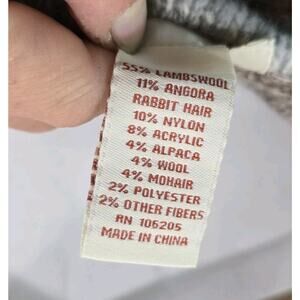 55% LAMBSWOOL
11% ANGORA
RABBIT HAIR
10% NYLON
8% ACRYLIC
4% ALPACA
4% WOOL
4% MOHAIR
2% POLYESTER
2% OTHER FIBERS
RN 106205
MADE IN CHINA